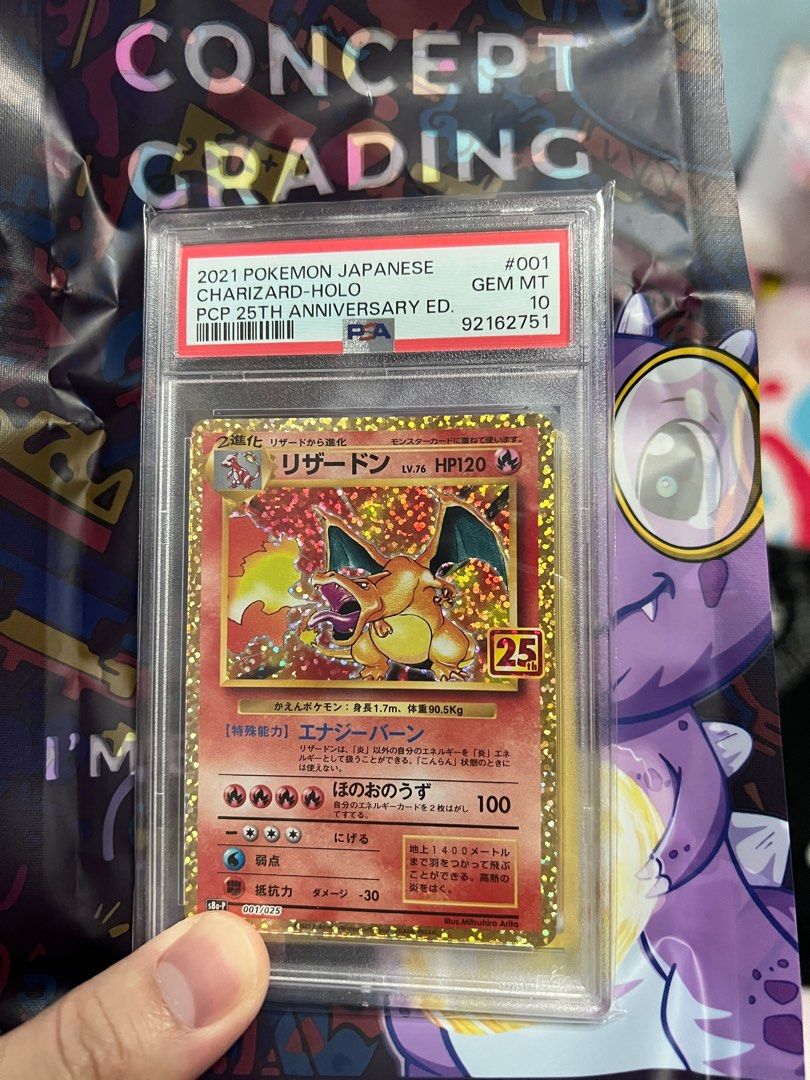 CONCEPT
GRADING
2021 POKEMON JAPANESE #001
CHARIZARD-HOLO GEM MT
PCP 25TH ANNIVERSARY ED. 10
PSA 92162751
2進化 リザードから進化 モンスターカードに重ねて使います。
リザードン LV.76 HP120
25th
かえんポケモン：身長1.7m、体重90.5Kg
【特殊能力】エナジーバーン
リザードンは、「炎」以外の自分のエネルギーを「炎」エネ
ルギーとして扱うことができる。「こんらん」状態のときに
は使えない。
ほのおのうず 100
自分のエネルギーカードを2枚はがし
てすてる。
にげる
弱点
抵抗力 ダメージ -30
地上1400メートル
まで羽をつかって飛ぶ
ことができる。高熱の
炎をはく。
Illus. Mitsuhiro Arita
s8a-P 001/025
I'M